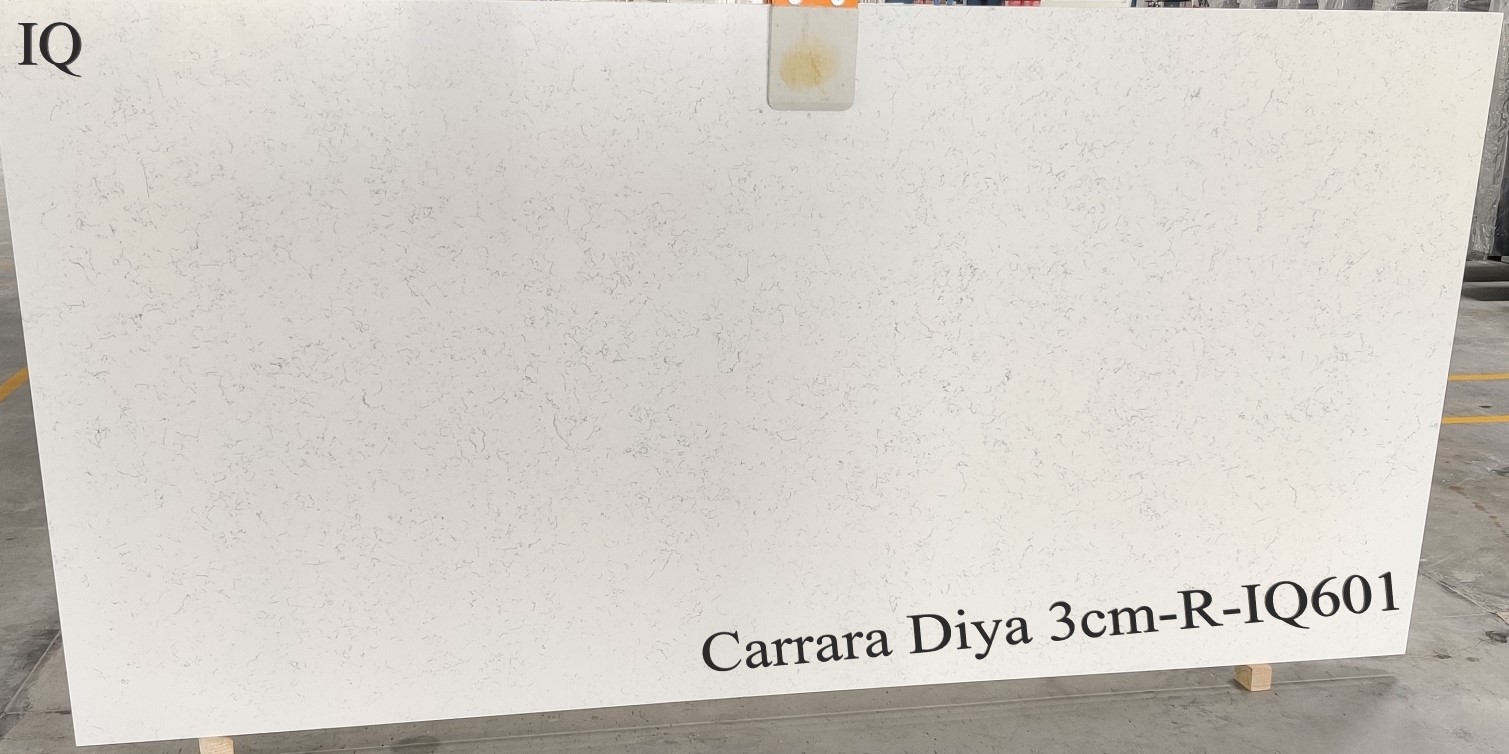 IQ
Carrara Diya 3cm-R-IQ601